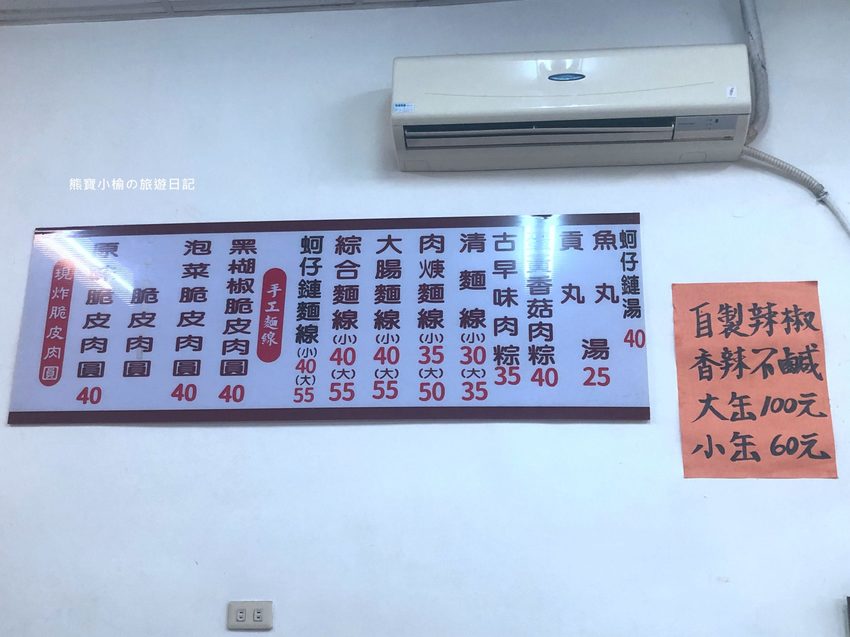 熊寶小榆の旅遊日記
蚵仔鏈湯 40
魚丸湯
貢丸湯 25
香菇肉粽 40
古早味肉粽 35
清麵線(小)30(大)35
肉焿麵線(小)35(大)50
大腸麵線(小)40(大)55
綜合麵線(小)40(大)55
蚵仔鏈麵線(小)40(大)55
手工麵線
黑楜椒脆皮肉圓 40
泡菜脆皮肉圓 40
脆皮肉圓
脆皮肉圓 40
現炸脆皮肉圓
自製辣椒
香辣不鹹
大缶100元
小缶60元